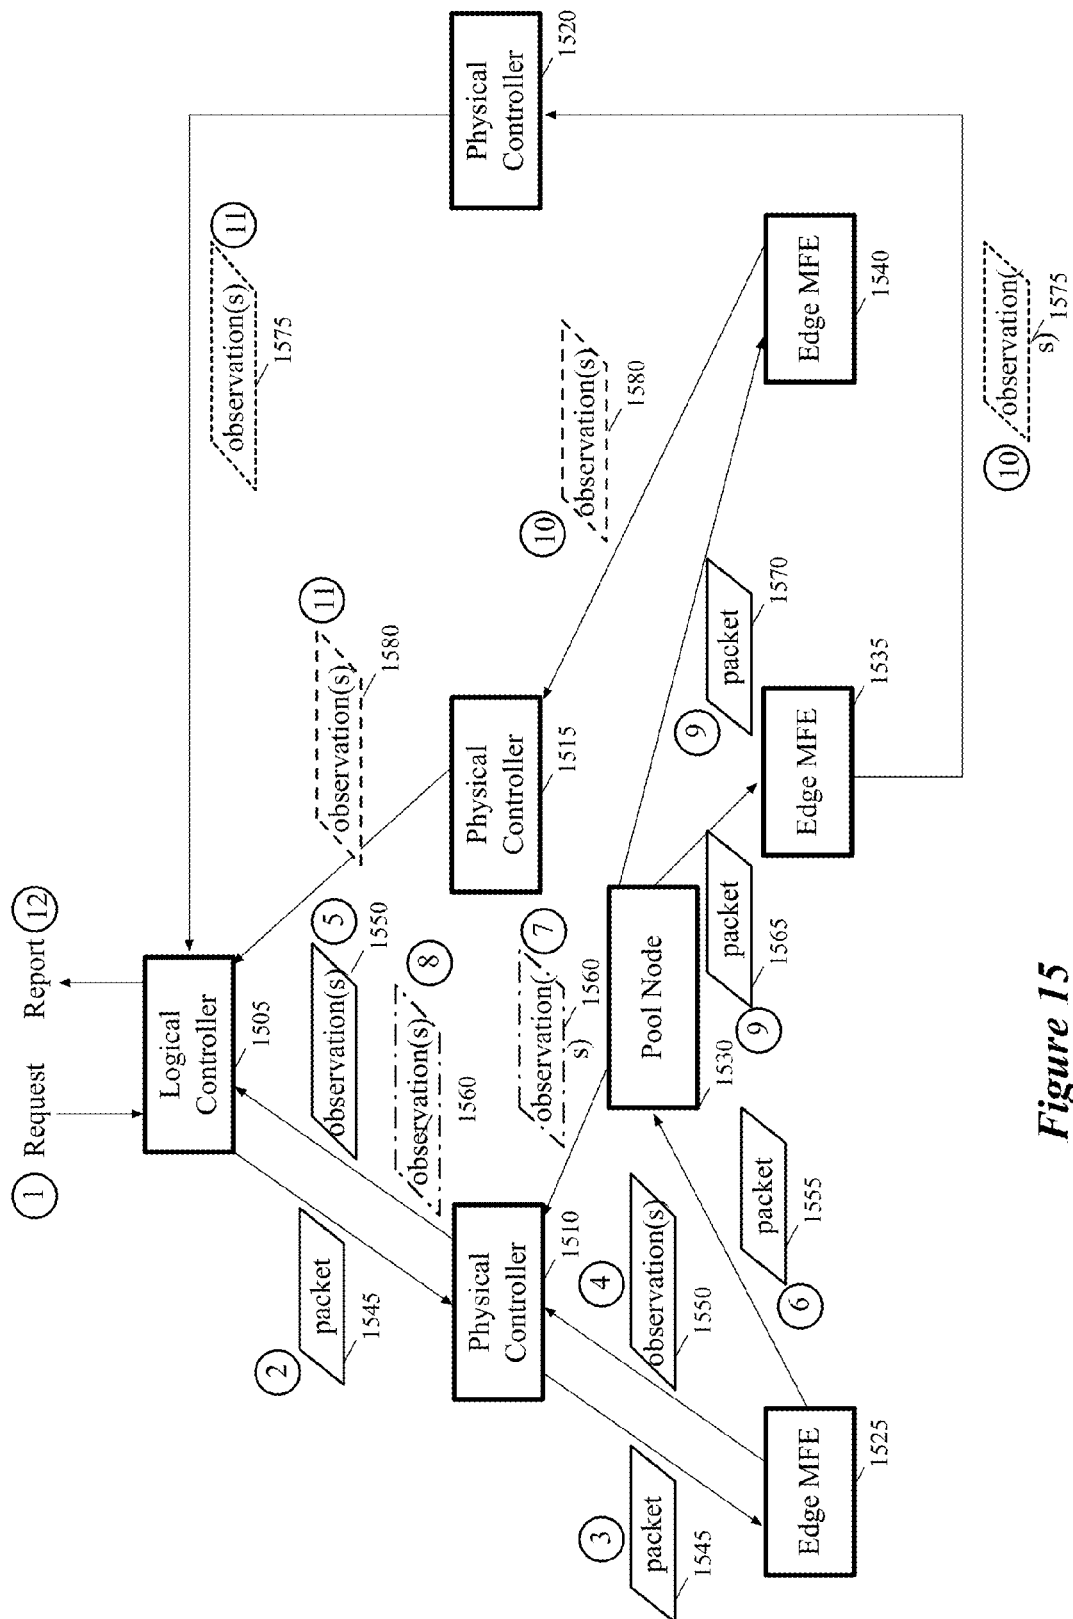 1
Request
Report
12
Logical
Controller
1505
11
observation(s)
1575
2
packet
1545
5
observation(s)
1550
8
observation(s)
1560
11
observation(s)
1580
Physical
Controller
1510
Physical
Controller
1515
Physical
Controller
1520
3
packet
1545
4
observation(s)
1550
7
observation(
s)
1560
10
observation(s)
1580
6
packet
1555
Pool Node
1530
9
packet
1565
9
packet
1570
Edge MFE
1525
Edge MFE
1535
Edge MFE
1540
10
observation(
s)
1575
Figure 15